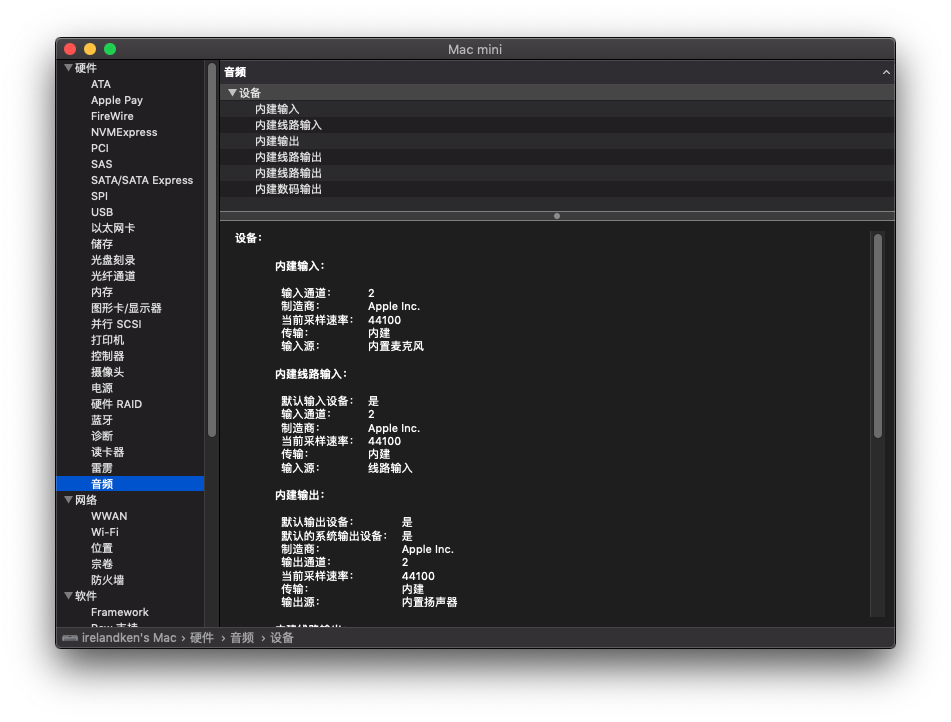 Mac mini
硬件
ATA
Apple Pay
FireWire
NVMExpress
PCI
SAS
SATA/SATA Express
SPI
USB
以太网卡
储存
光盘刻录
光纤通道
内存
图形卡/显示器
并行 SCSI
打印机
控制器
摄像头
电源
硬件 RAID
蓝牙
诊断
读卡器
雷雳
音频
网络
WWAN
Wi-Fi
位置
宗卷
防火墙
软件
Framework
音频
设备
内建输入
内建线路输入
内建输出
内建线路输出
内建线路输出
内建数码输出
设备:
内建输入:
输入通道: 2
制造商: Apple Inc.
当前采样速率: 44100
传输: 内建
输入源: 内置麦克风
内建线路输入:
默认输入设备: 是
输入通道: 2
制造商: Apple Inc.
当前采样速率: 44100
传输: 内建
输入源: 线路输入
内建输出:
默认输出设备: 是
默认的系统输出设备: 是
制造商: Apple Inc.
输出通道: 2
当前采样速率: 44100
传输: 内建
输出源: 内置扬声器
irelandken's Mac › 硬件 › 音频 › 设备